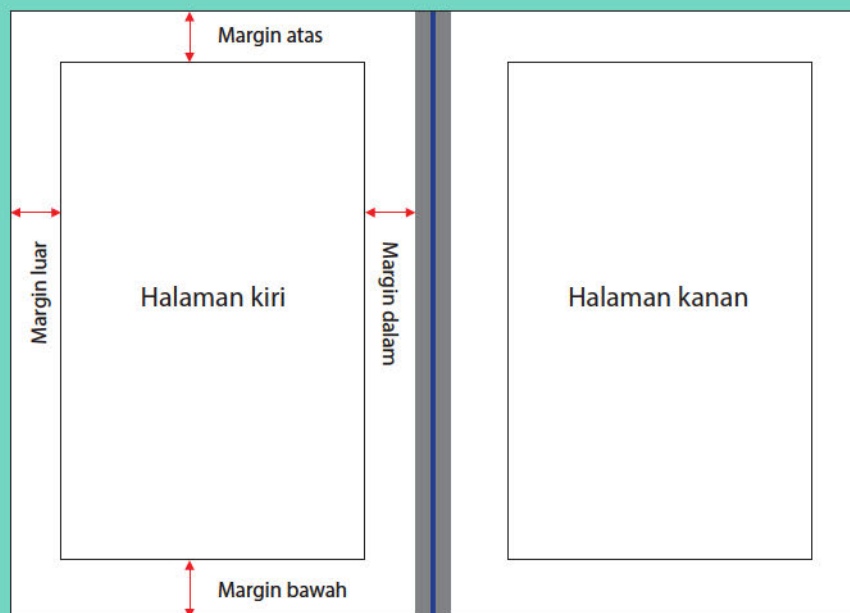 Margin atas
Margin luar
Halaman kiri
Margin dalam
Halaman kanan
Margin bawah